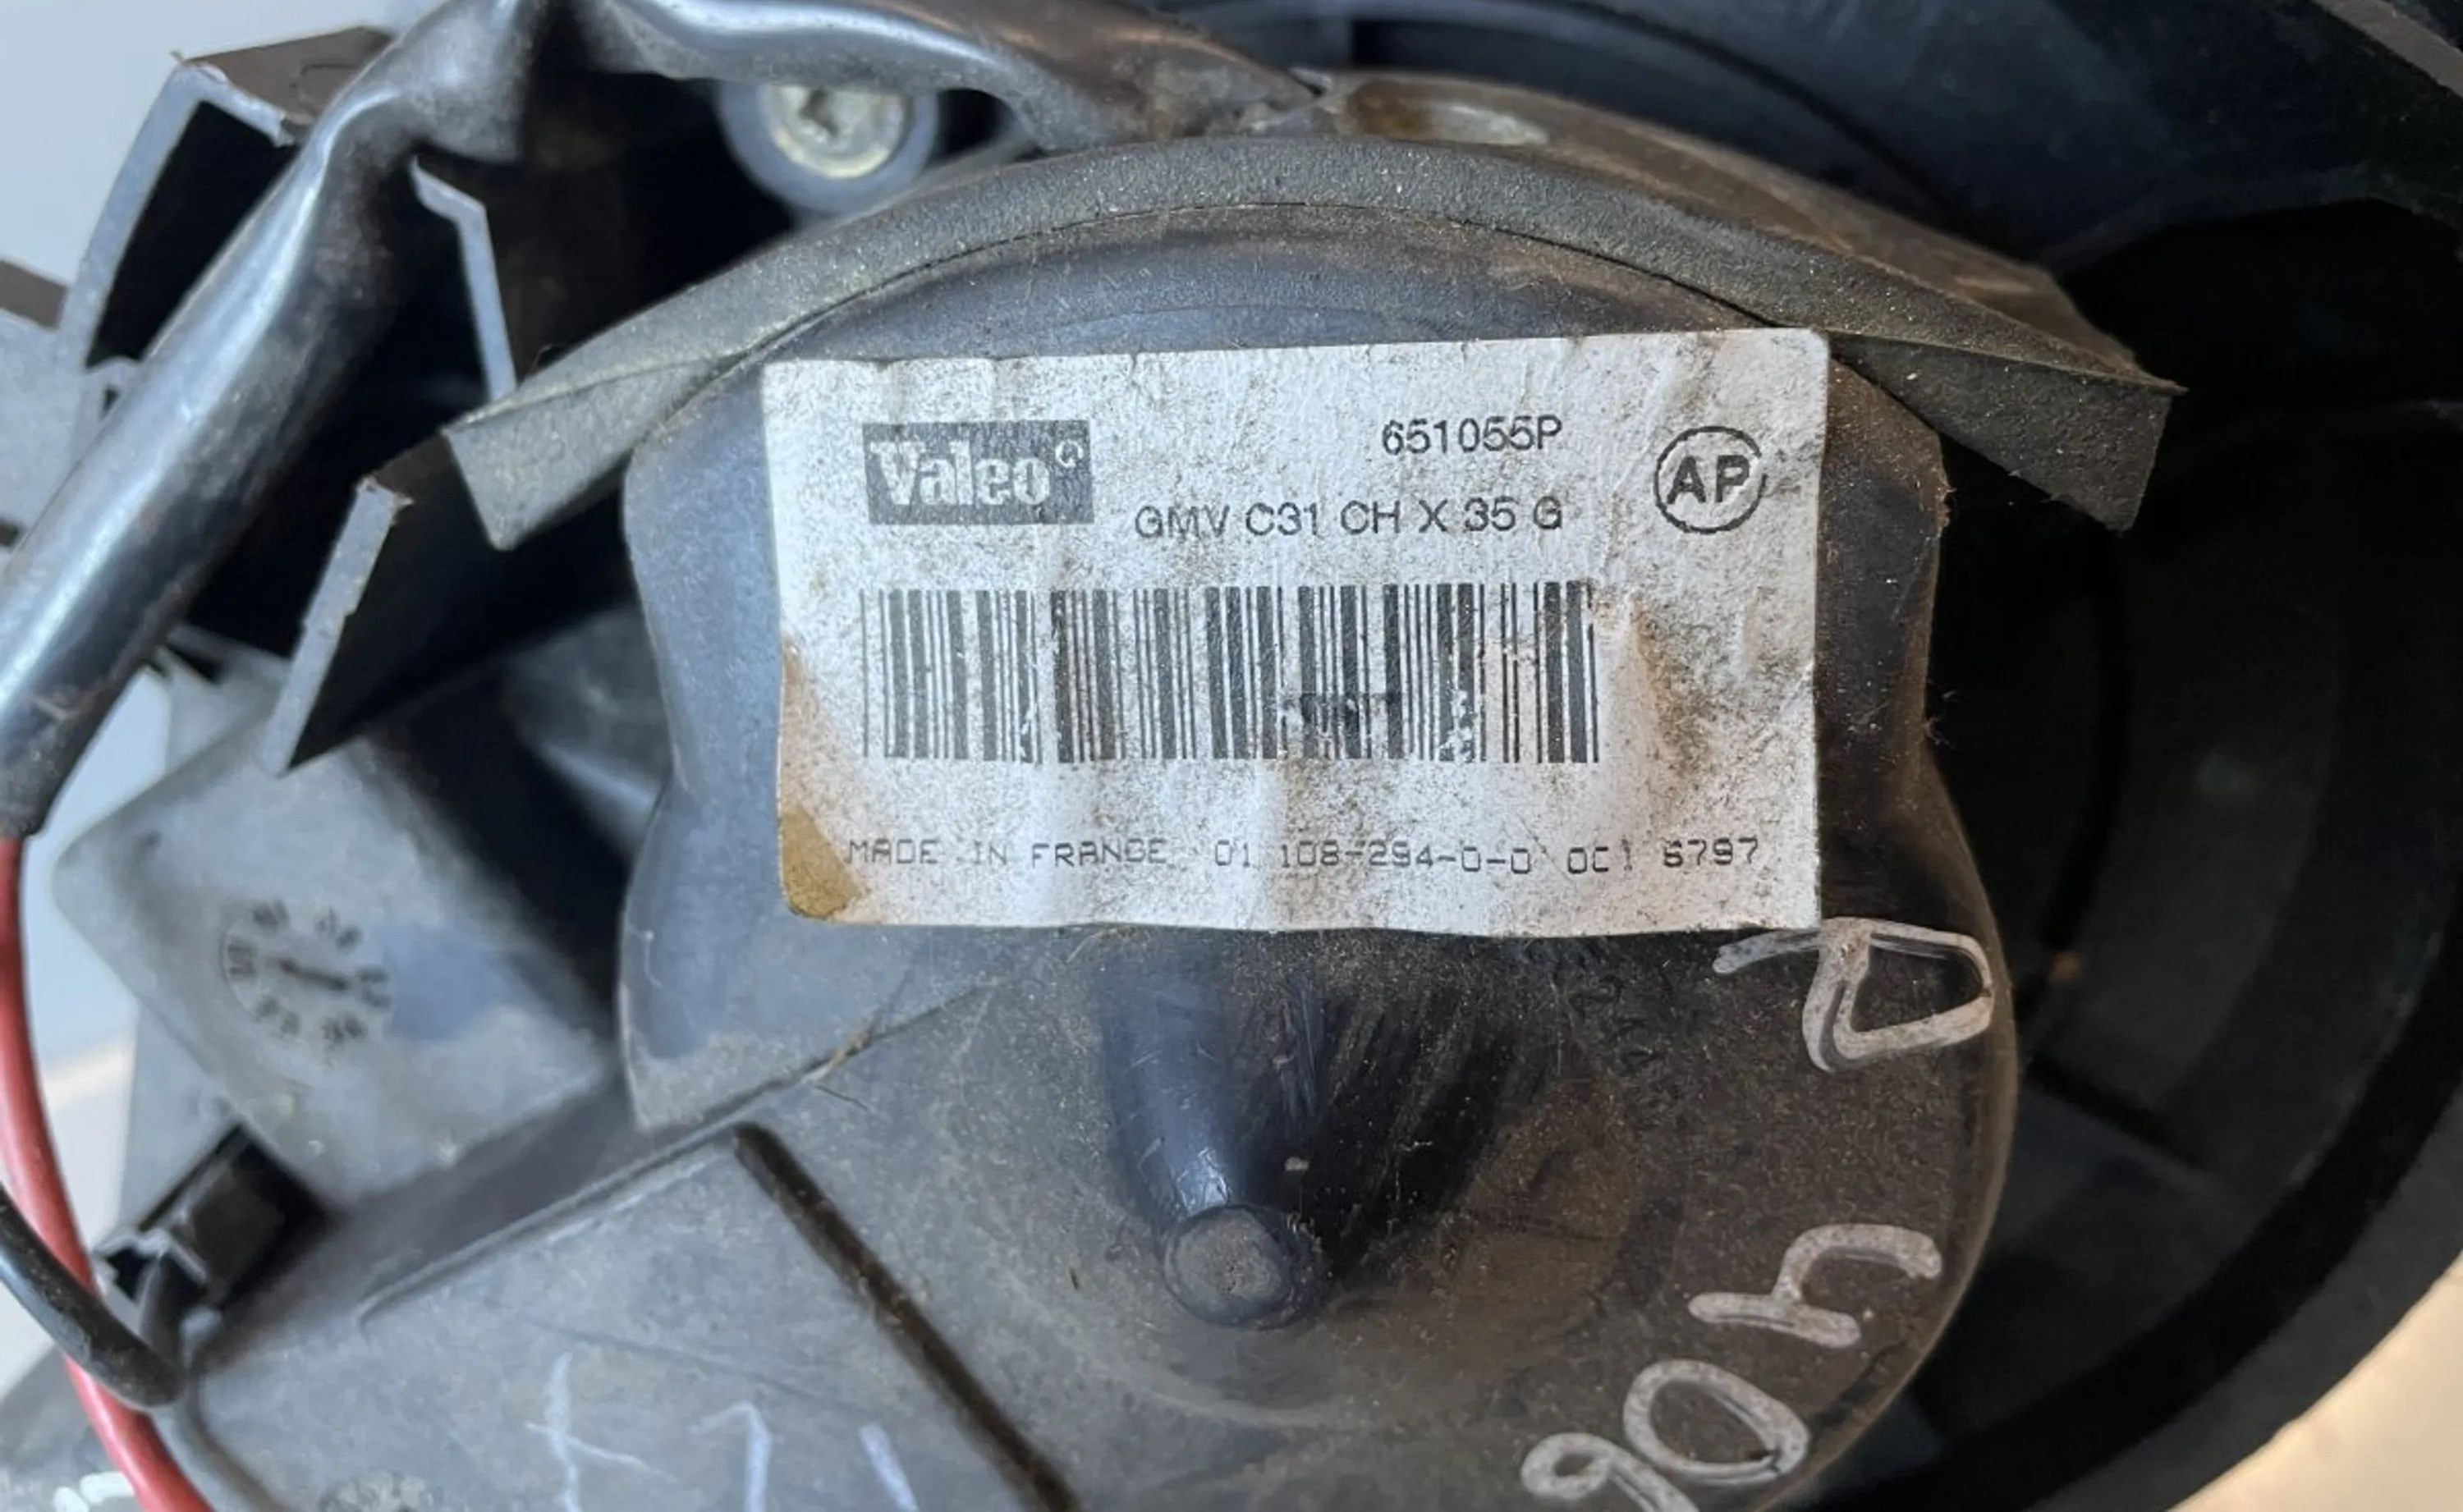 Valeo
651055P
GMV C31 CH X 35 G
AP
MADE IN FRANCE 01 108-294-0-0 0C1 6797